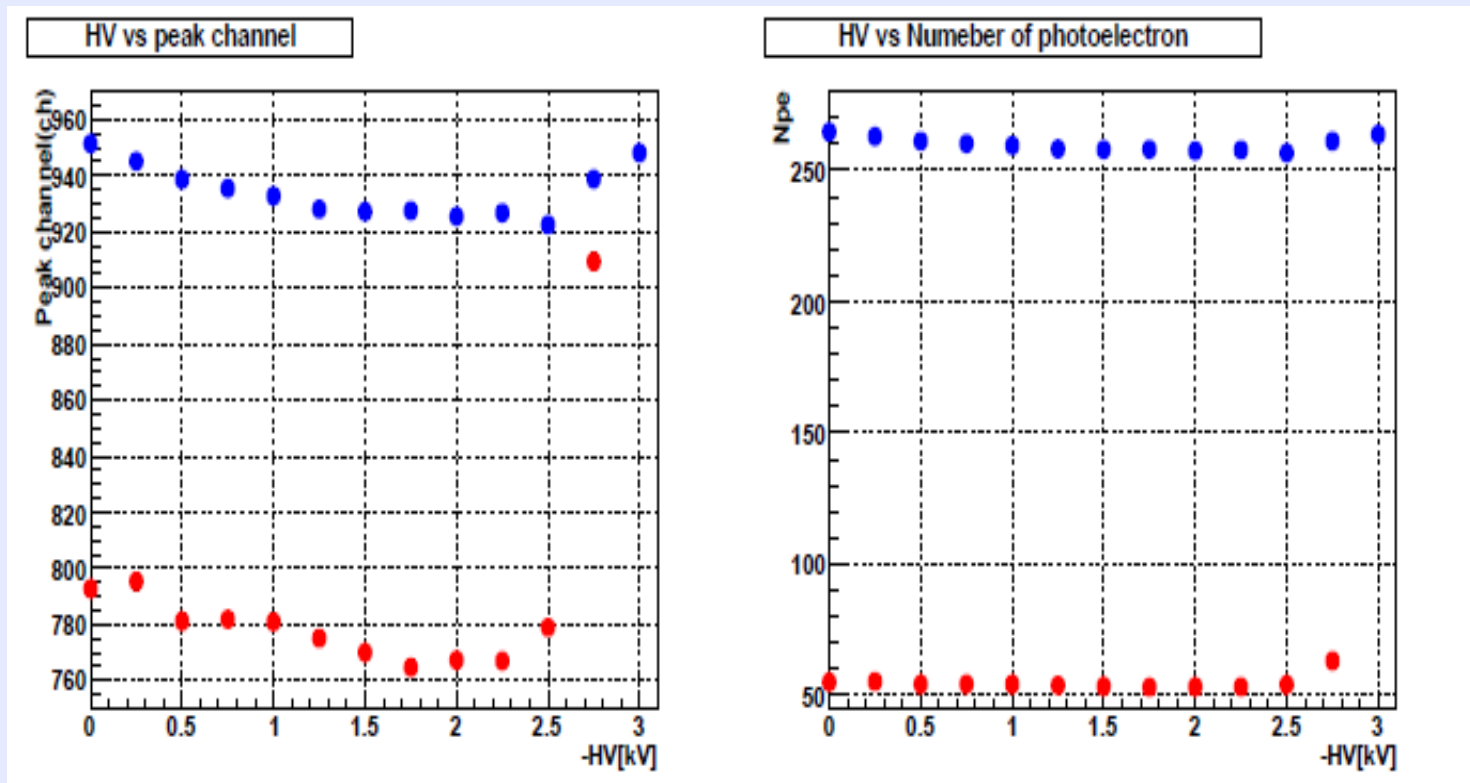 HV vs peak channel
Peak channel(ch)
960
940
920
900
880
860
840
820
800
780
760
0 0.5 1 1.5 2 2.5 3
-HV[kV]
HV vs Numeber of photoelectron
Npe
250
200
150
100
50
0 0.5 1 1.5 2 2.5 3
-HV[kV]